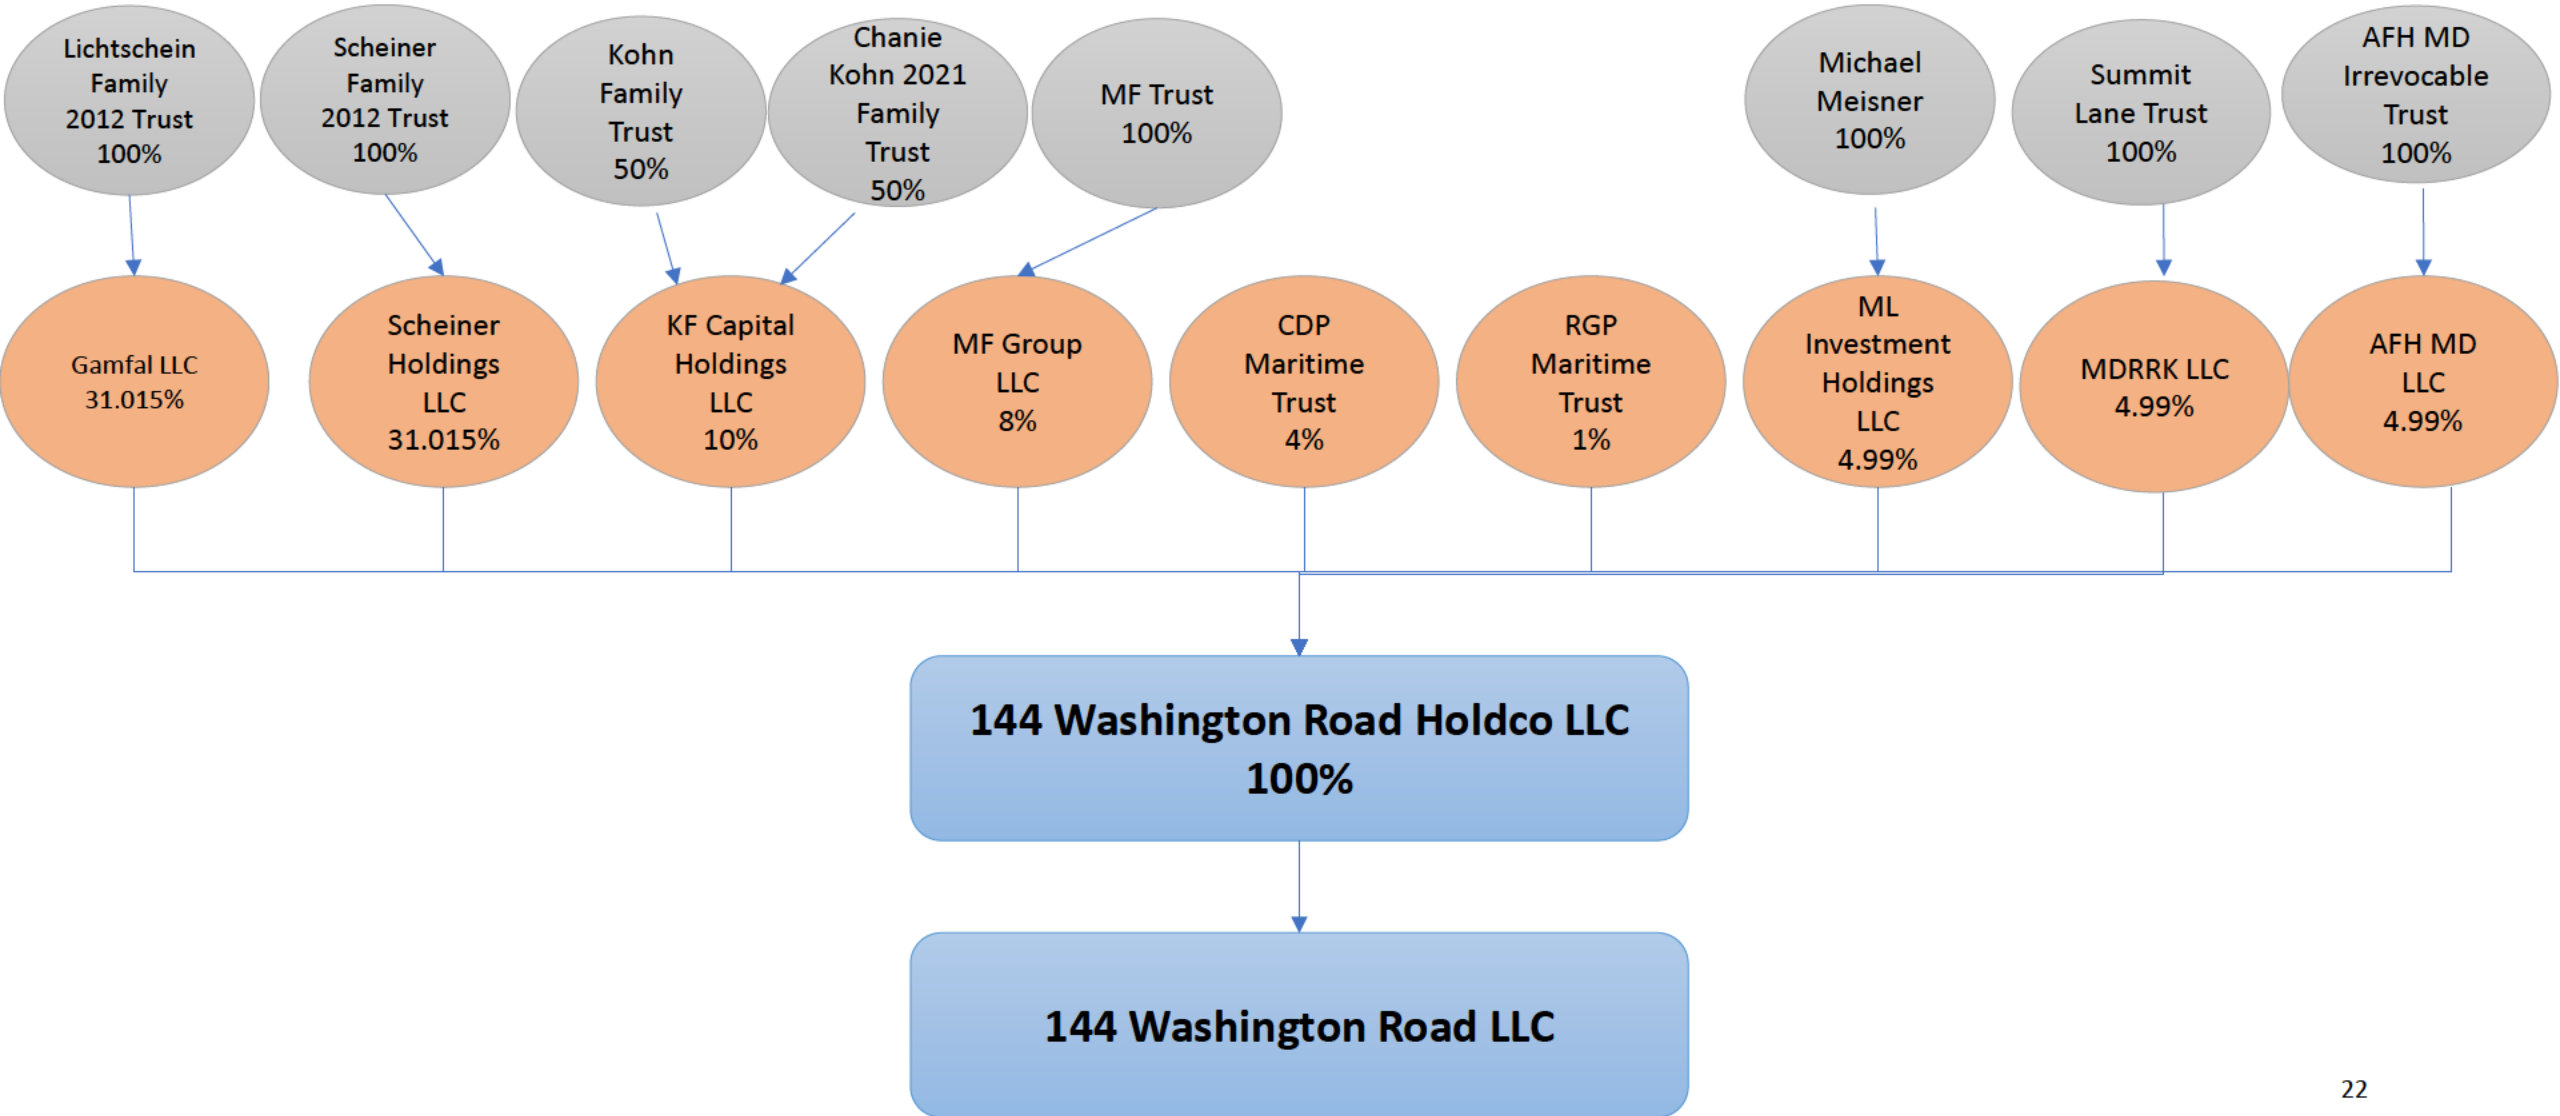 Lichtschein
Family
2012 Trust
100%
Scheiner
Family
2012 Trust
100%
Kohn
Family
Trust
50%
Chanie
Kohn 2021
Family
Trust
50%
MF Trust
100%
Michael
Meisner
100%
Summit
Lane Trust
100%
AFH MD
Irrevocable
Trust
100%
Gamfal LLC
31.015%
Scheiner
Holdings
LLC
31.015%
KF Capital
Holdings
LLC
10%
MF Group
LLC
8%
CDP
Maritime
Trust
4%
RGP
Maritime
Trust
1%
ML
Investment
Holdings
LLC
4.99%
MDRRK LLC
4.99%
AFH MD
LLC
4.99%
144 Washington Road Holdco LLC
100%
144 Washington Road LLC
22